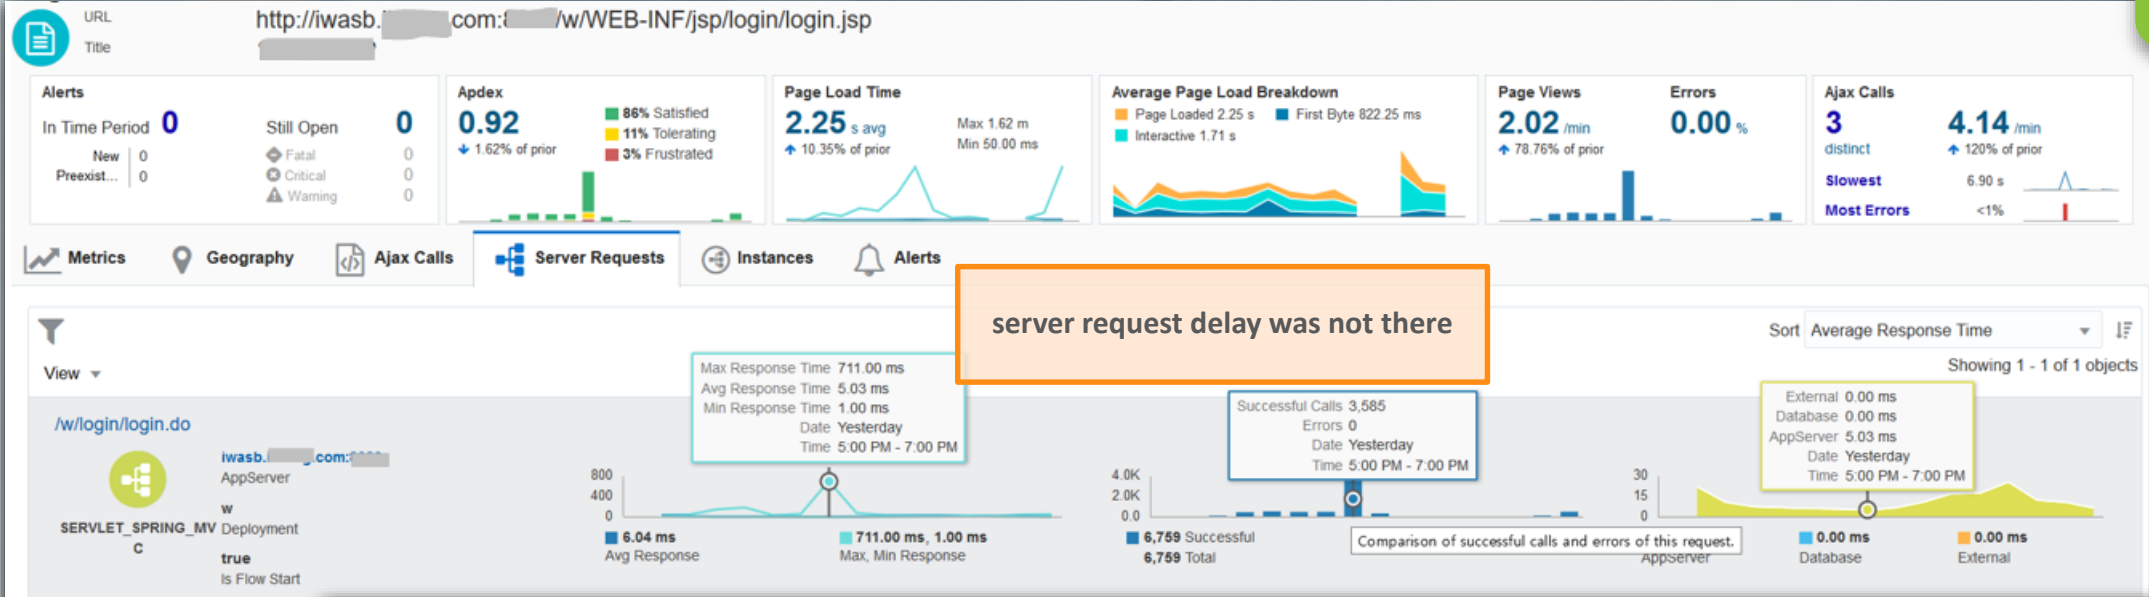 URL
http://iwasb. com: /w/WEB-INF/jsp/login/login.jsp
Title
Alerts
In Time Period 0
Still Open 0
New 0
Preexist... 0
Fatal 0
Critical 0
Warning 0
Apdex
0.92
1.62% of prior
86% Satisfied
11% Tolerating
3% Frustrated
Page Load Time
2.25 s avg
10.35% of prior
Max 1.62 m
Min 50.00 ms
Average Page Load Breakdown
Page Loaded 2.25 s
First Byte 822.25 ms
Interactive 1.71 s
Page Views
2.02 /min
78.76% of prior
Errors
0.00 %
Ajax Calls
3
distinct
4.14 /min
120% of prior
Slowest 6.90 s
Most Errors <1%
Metrics
Geography
Ajax Calls
Server Requests
Instances
Alerts
server request delay was not there
Sort Average Response Time
View
Showing 1 - 1 of 1 objects
/w/login/login.do
SERVLET_SPRING_MV
C
iwasb. .com:
AppServer
w
Deployment
true
Is Flow Start
Max Response Time 711.00 ms
Avg Response Time 5.03 ms
Min Response Time 1.00 ms
Date Yesterday
Time 5:00 PM - 7:00 PM
800
400
0
6.04 ms
Avg Response
711.00 ms, 1.00 ms
Max, Min Response
Successful Calls 3,585
Errors 0
Date Yesterday
Time 5:00 PM - 7:00 PM
4.0K
2.0K
0.0
6,759 Successful
6,759 Total
Comparison of successful calls and errors of this request.
External 0.00 ms
Database 0.00 ms
AppServer 5.03 ms
Date Yesterday
Time 5:00 PM - 7:00 PM
30
15
0
AppServer
0.00 ms
Database
0.00 ms
External